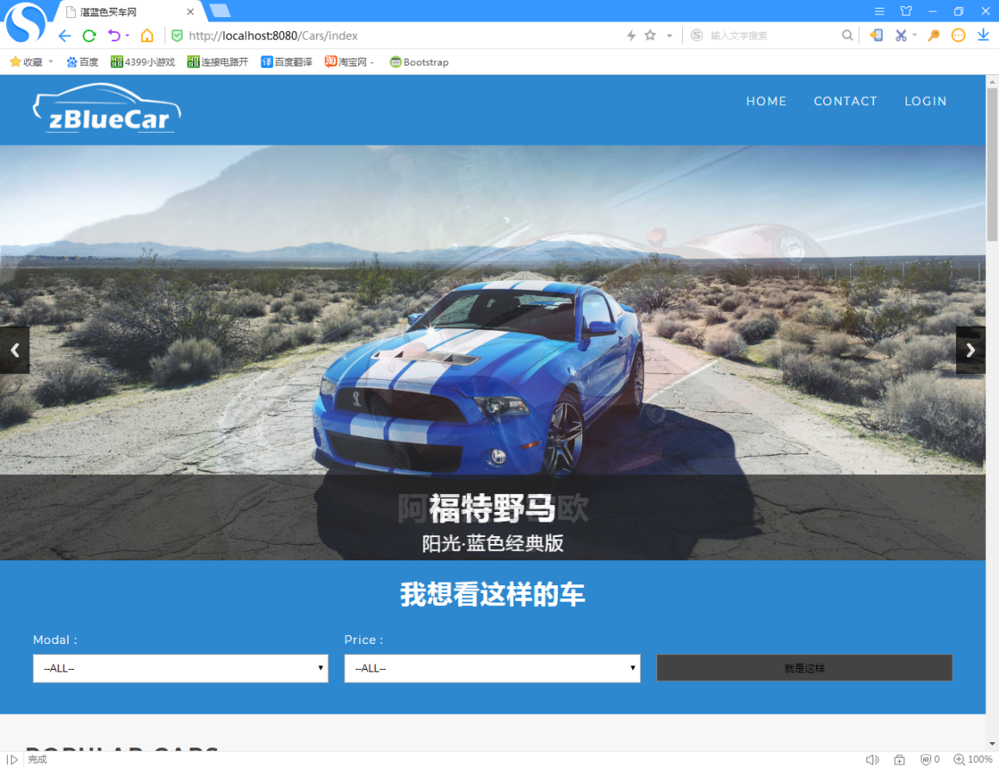 湛蓝色买车网
http://localhost:8080/Cars/index
输入文字搜索
收藏 百度 4399小游戏 连接电路开 百度翻译 淘宝网 - Bootstrap
zBlueCar
HOME CONTACT LOGIN
福特野马
阳光·蓝色经典版
我想看这样的车
Modal : Price :
--ALL-- --ALL-- 就是这样
POPULAR CARS
完成 0 100%